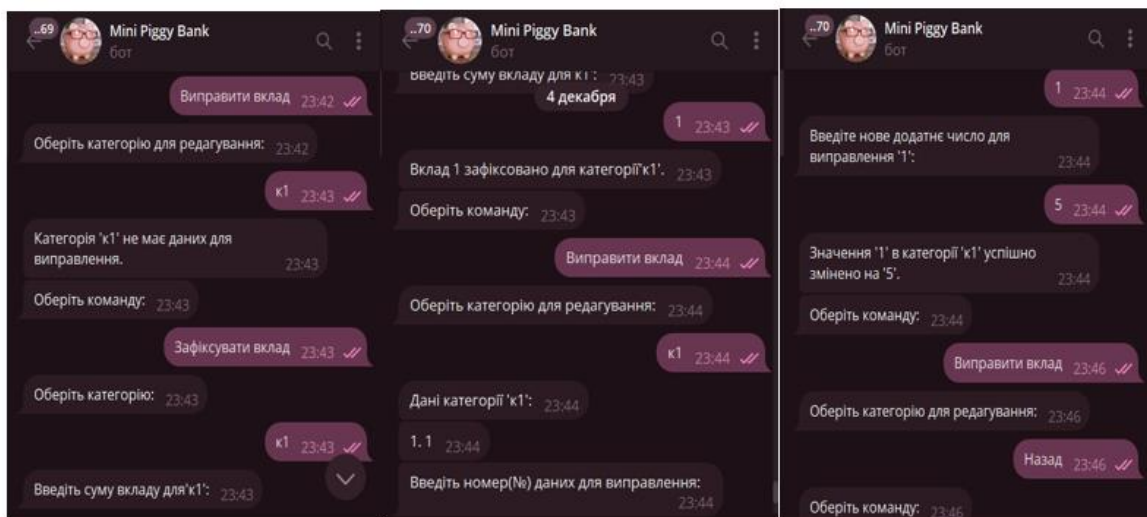 ..69
Mini Piggy Bank
бот
Виправити вклад 23:42
Оберіть категорію для редагування: 23:42
к1 23:43
Категорія 'к1' не має даних для
виправлення. 23:43
Оберіть команду: 23:43
Зафіксувати вклад 23:43
Оберіть категорію: 23:43
к1 23:43
Введіть суму вкладу для'к1': 23:43
..70
Mini Piggy Bank
бот
Введіть суму вкладу для к1 : 23:43
4 декабря
1 23:43
Вклад 1 зафіксовано для категорії'к1'. 23:43
Оберіть команду: 23:43
Виправити вклад 23:44
Оберіть категорію для редагування: 23:44
к1 23:44
Дані категорії 'к1': 23:44
1. 1 23:44
Введіть номер(№) даних для виправлення:
23:44
..70
Mini Piggy Bank
бот
1 23:44
Введіте нове додатнє число для
виправлення '1': 23:44
5 23:44
Значення '1' в категорії 'к1' успішно
змінено на '5'. 23:44
Оберіть команду: 23:44
Виправити вклад 23:46
Оберіть категорію для редагування: 23:46
Назад 23:46
Оберіть команду: 23:46